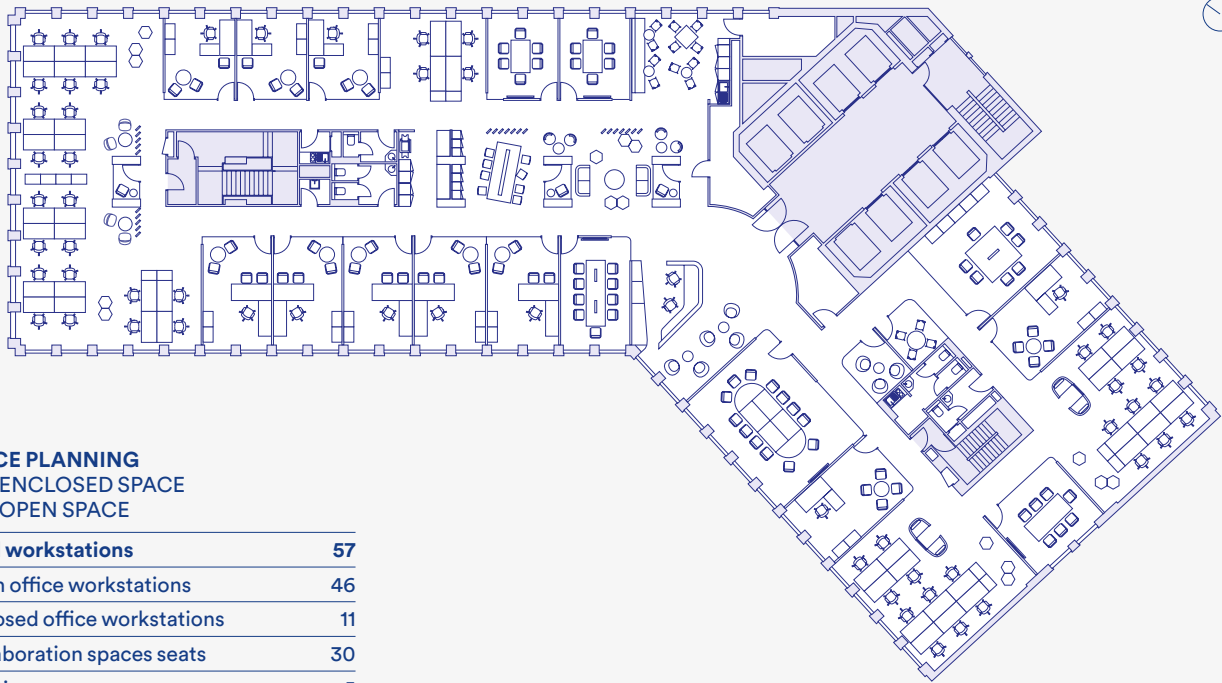 CE PLANNING
ENCLOSED SPACE
OPEN SPACE
workstations 57
office workstations 46
osed office workstations 11
aboration spaces seats 30